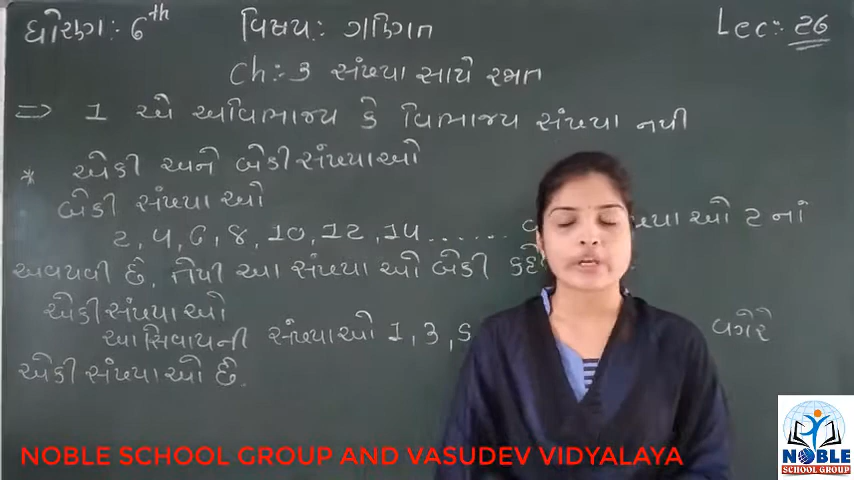 ધોરણ:- 6th વિષય:- ગણિત Lec:- 26
Ch:- 3 સંખ્યા સાથે રમત
⇒ 1 એ અવિભાજ્ય કે વિભાજ્ય સંખ્યા નથી
* એકી અને બેકી સંખ્યાઓ
બેકી સંખ્યા ઓ
2, 4, 6, 8, 10, 12, 14 ...... ઓ 2 નાં
અવયવી છે, તેથી આ સંખ્યા ઓ બેકી
એકી સંખ્યાઓ
આ સિવાયની સંખ્યાઓ 1, 3, 5 વગેરે
એકી સંખ્યા ઓ છે.
NOBLE SCHOOL GROUP AND VASUDEV VIDYALAYA
NOBLE
SCHOOL GROUP